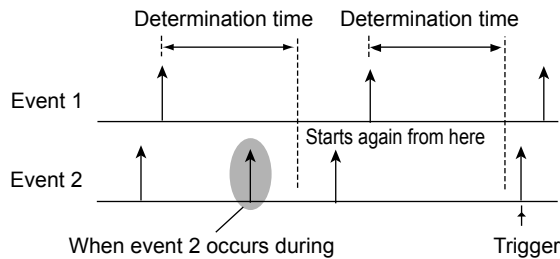 Determination time Determination time
Event 1
Starts again from here
Event 2
When event 2 occurs during Trigger